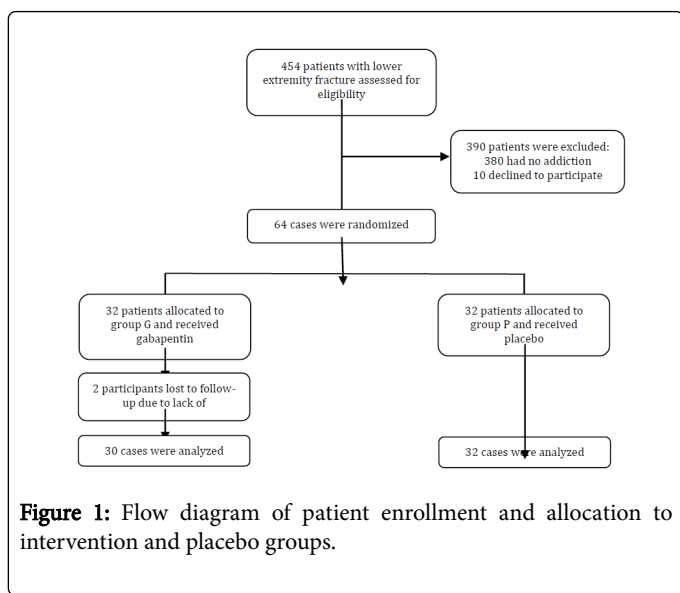 454 patients with lower
extremity fracture assessed for
eligibility
390 patients were excluded:
380 had no addiction
10 declined to participate
64 cases were randomized
32 patients allocated to
group G and received
gabapentin
32 patients allocated to
group P and received
placebo
2 participants lost to follow-
up due to lack of
30 cases were analyzed
32 cases were analyzed
Figure 1: Flow diagram of patient enrollment and allocation to
intervention and placebo groups.